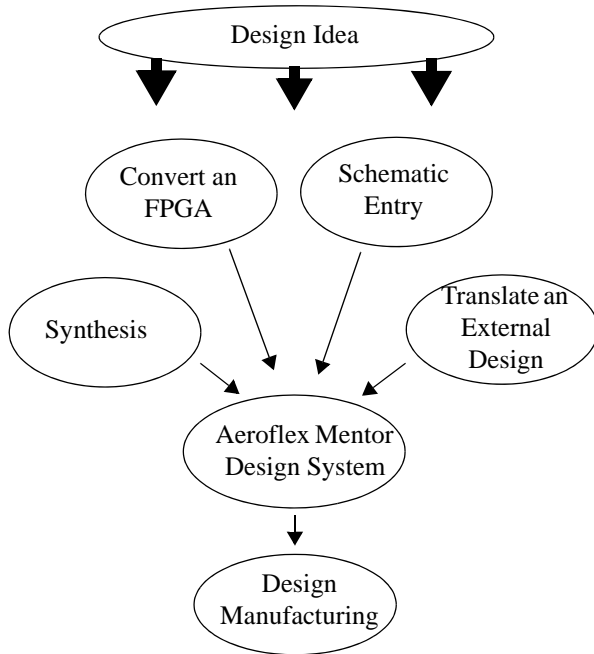 Design Idea
Convert an
FPGA
Schematic
Entry
Synthesis
Translate an
External
Design
Aeroflex Mentor
Design System
Design
Manufacturing